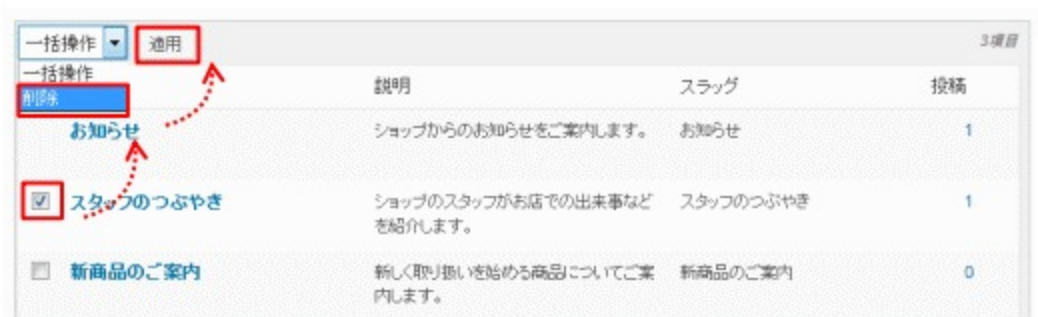 一括操作 適用 3項目
一括操作
削除
説明 スラッグ 投稿
お知らせ ショップからのお知らせをご案内します。 お知らせ 1
スタッフのつぶやき ショップのスタッフがお店での出来事など スタッフのつぶやき 1
を紹介します。
新商品のご案内 新しく取り扱いを始める商品についてご案 新商品のご案内 0
内します。